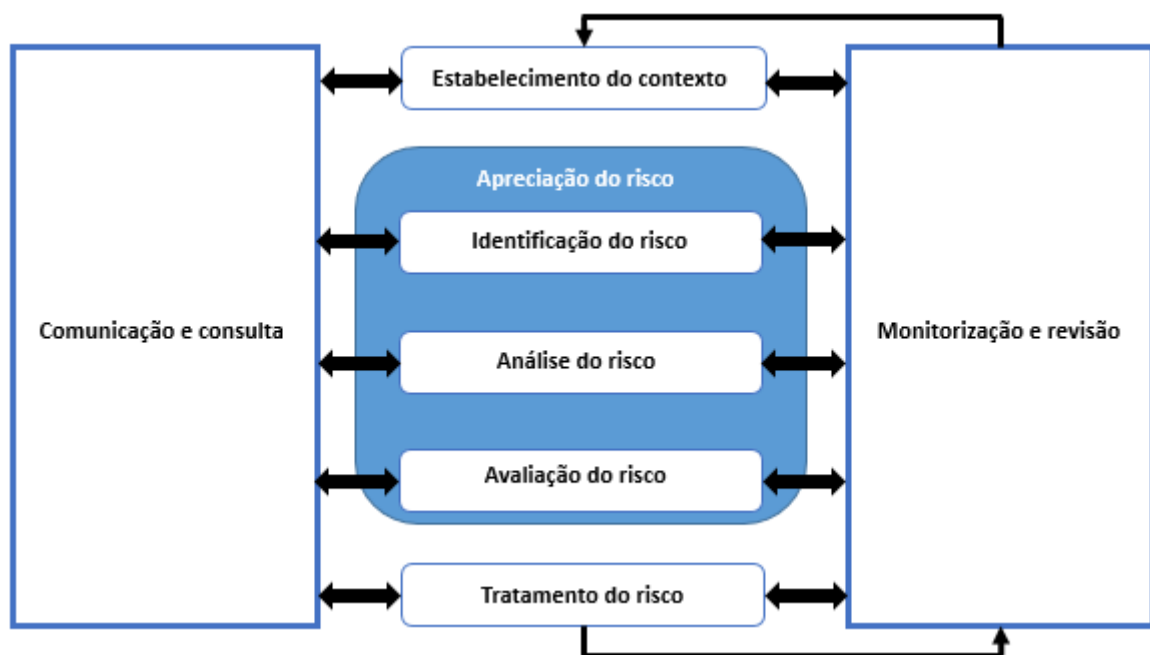 Estabelecimento do contexto
Apreciação do risco
Identificação do risco
Comunicação e consulta
Monitorização e revisão
Análise do risco
Avaliação do risco
Tratamento do risco